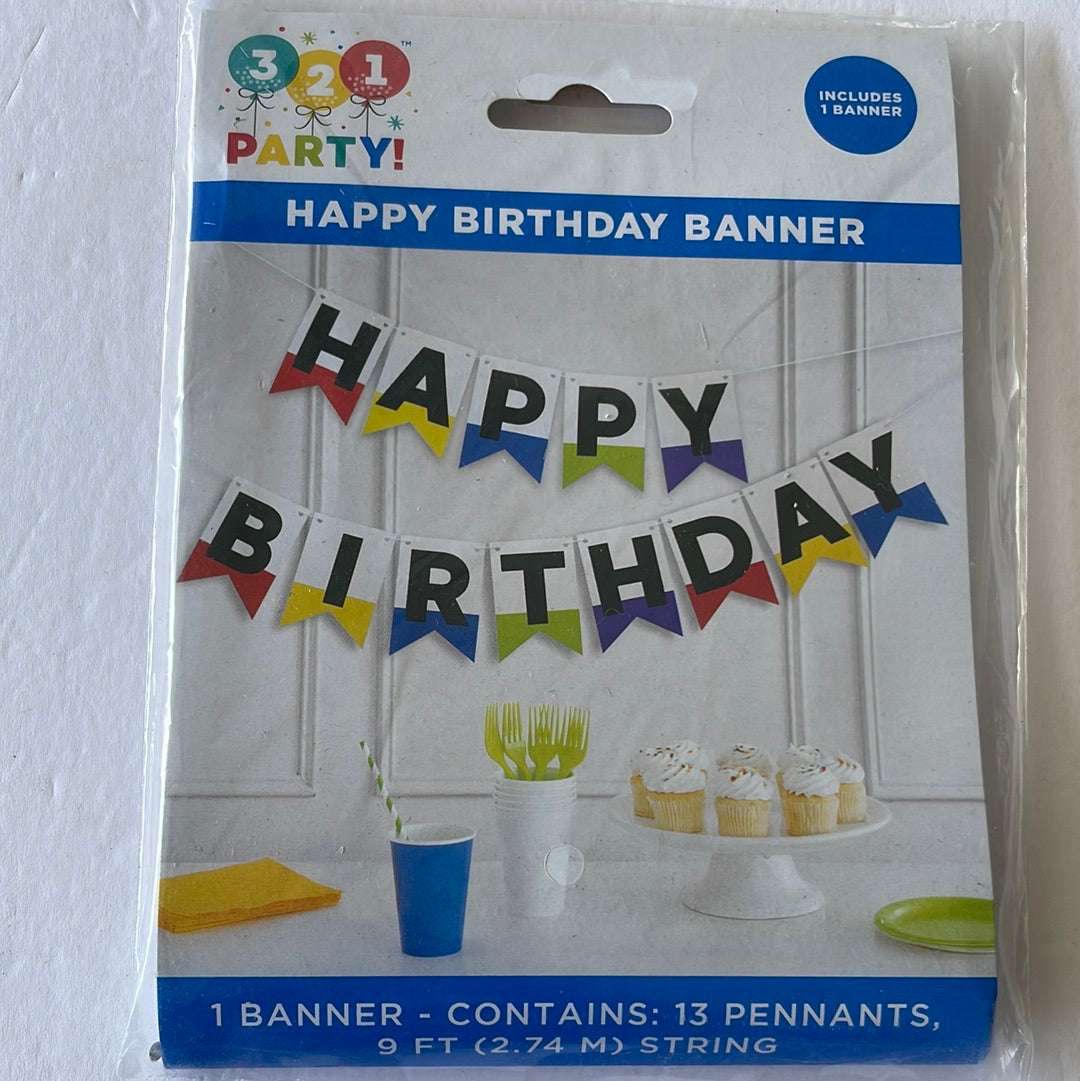 3 2 1™
PARTY!
INCLUDES
1 BANNER
HAPPY BIRTHDAY BANNER
HAPPY
BIRTHDAY
1 BANNER - CONTAINS: 13 PENNANTS,
9 FT (2.74 M) STRING